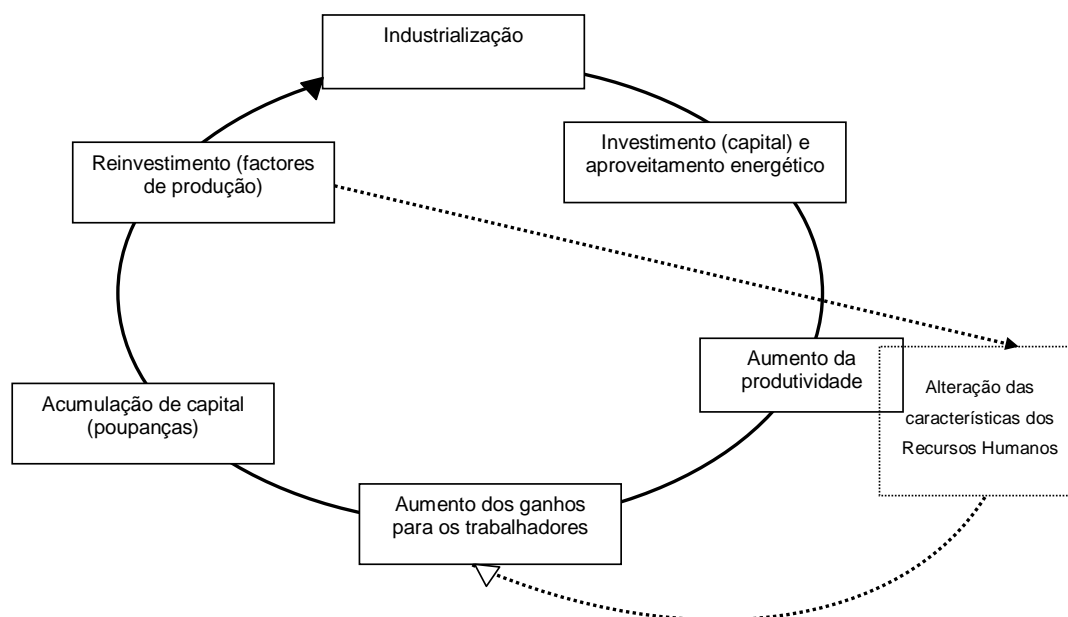 Industrialização
Investimento (capital) e
aproveitamento energético
Reinvestimento (factores
de produção)
Aumento da
produtividade
Alteração das
características dos
Recursos Humanos
Acumulação de capital
(poupanças)
Aumento dos ganhos
para os trabalhadores